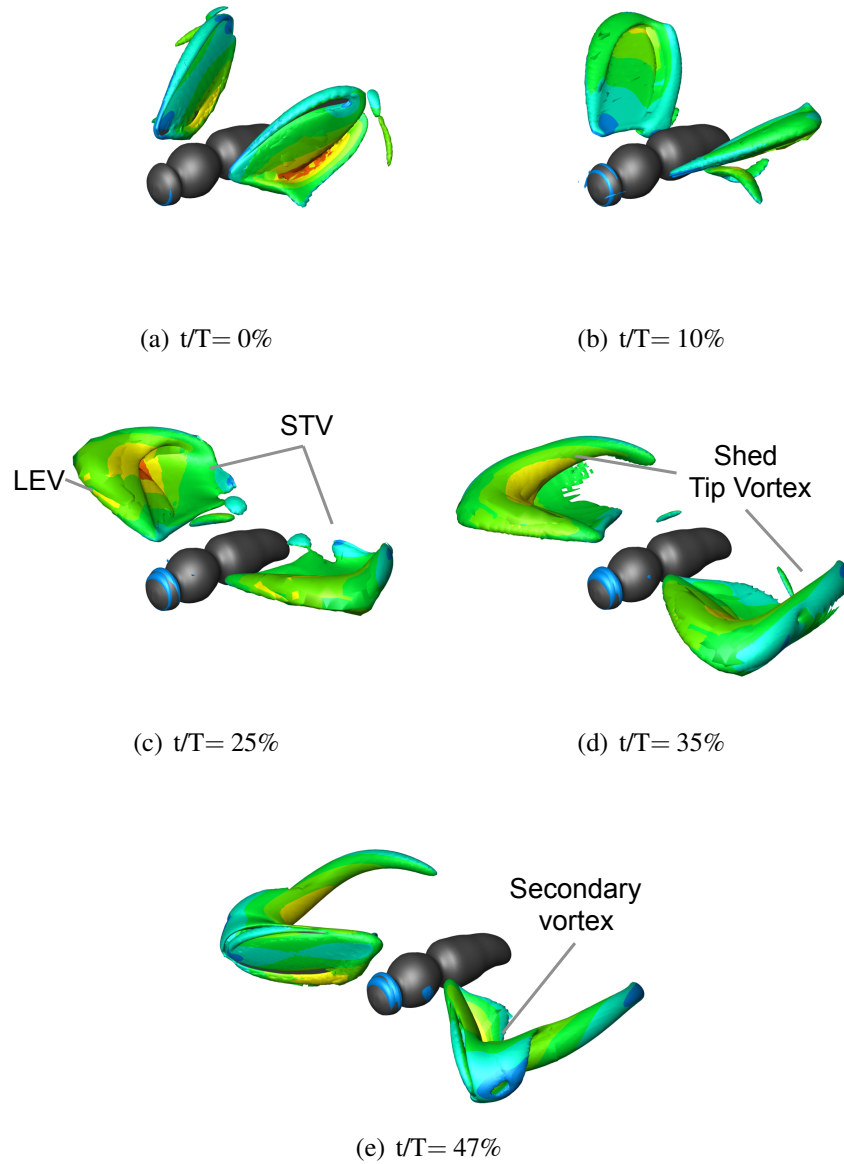 (a) t/T= 0%
(b) t/T= 10%
STV
LEV
Shed
Tip Vortex
(c) t/T= 25%
(d) t/T= 35%
Secondary
vortex
(e) t/T= 47%